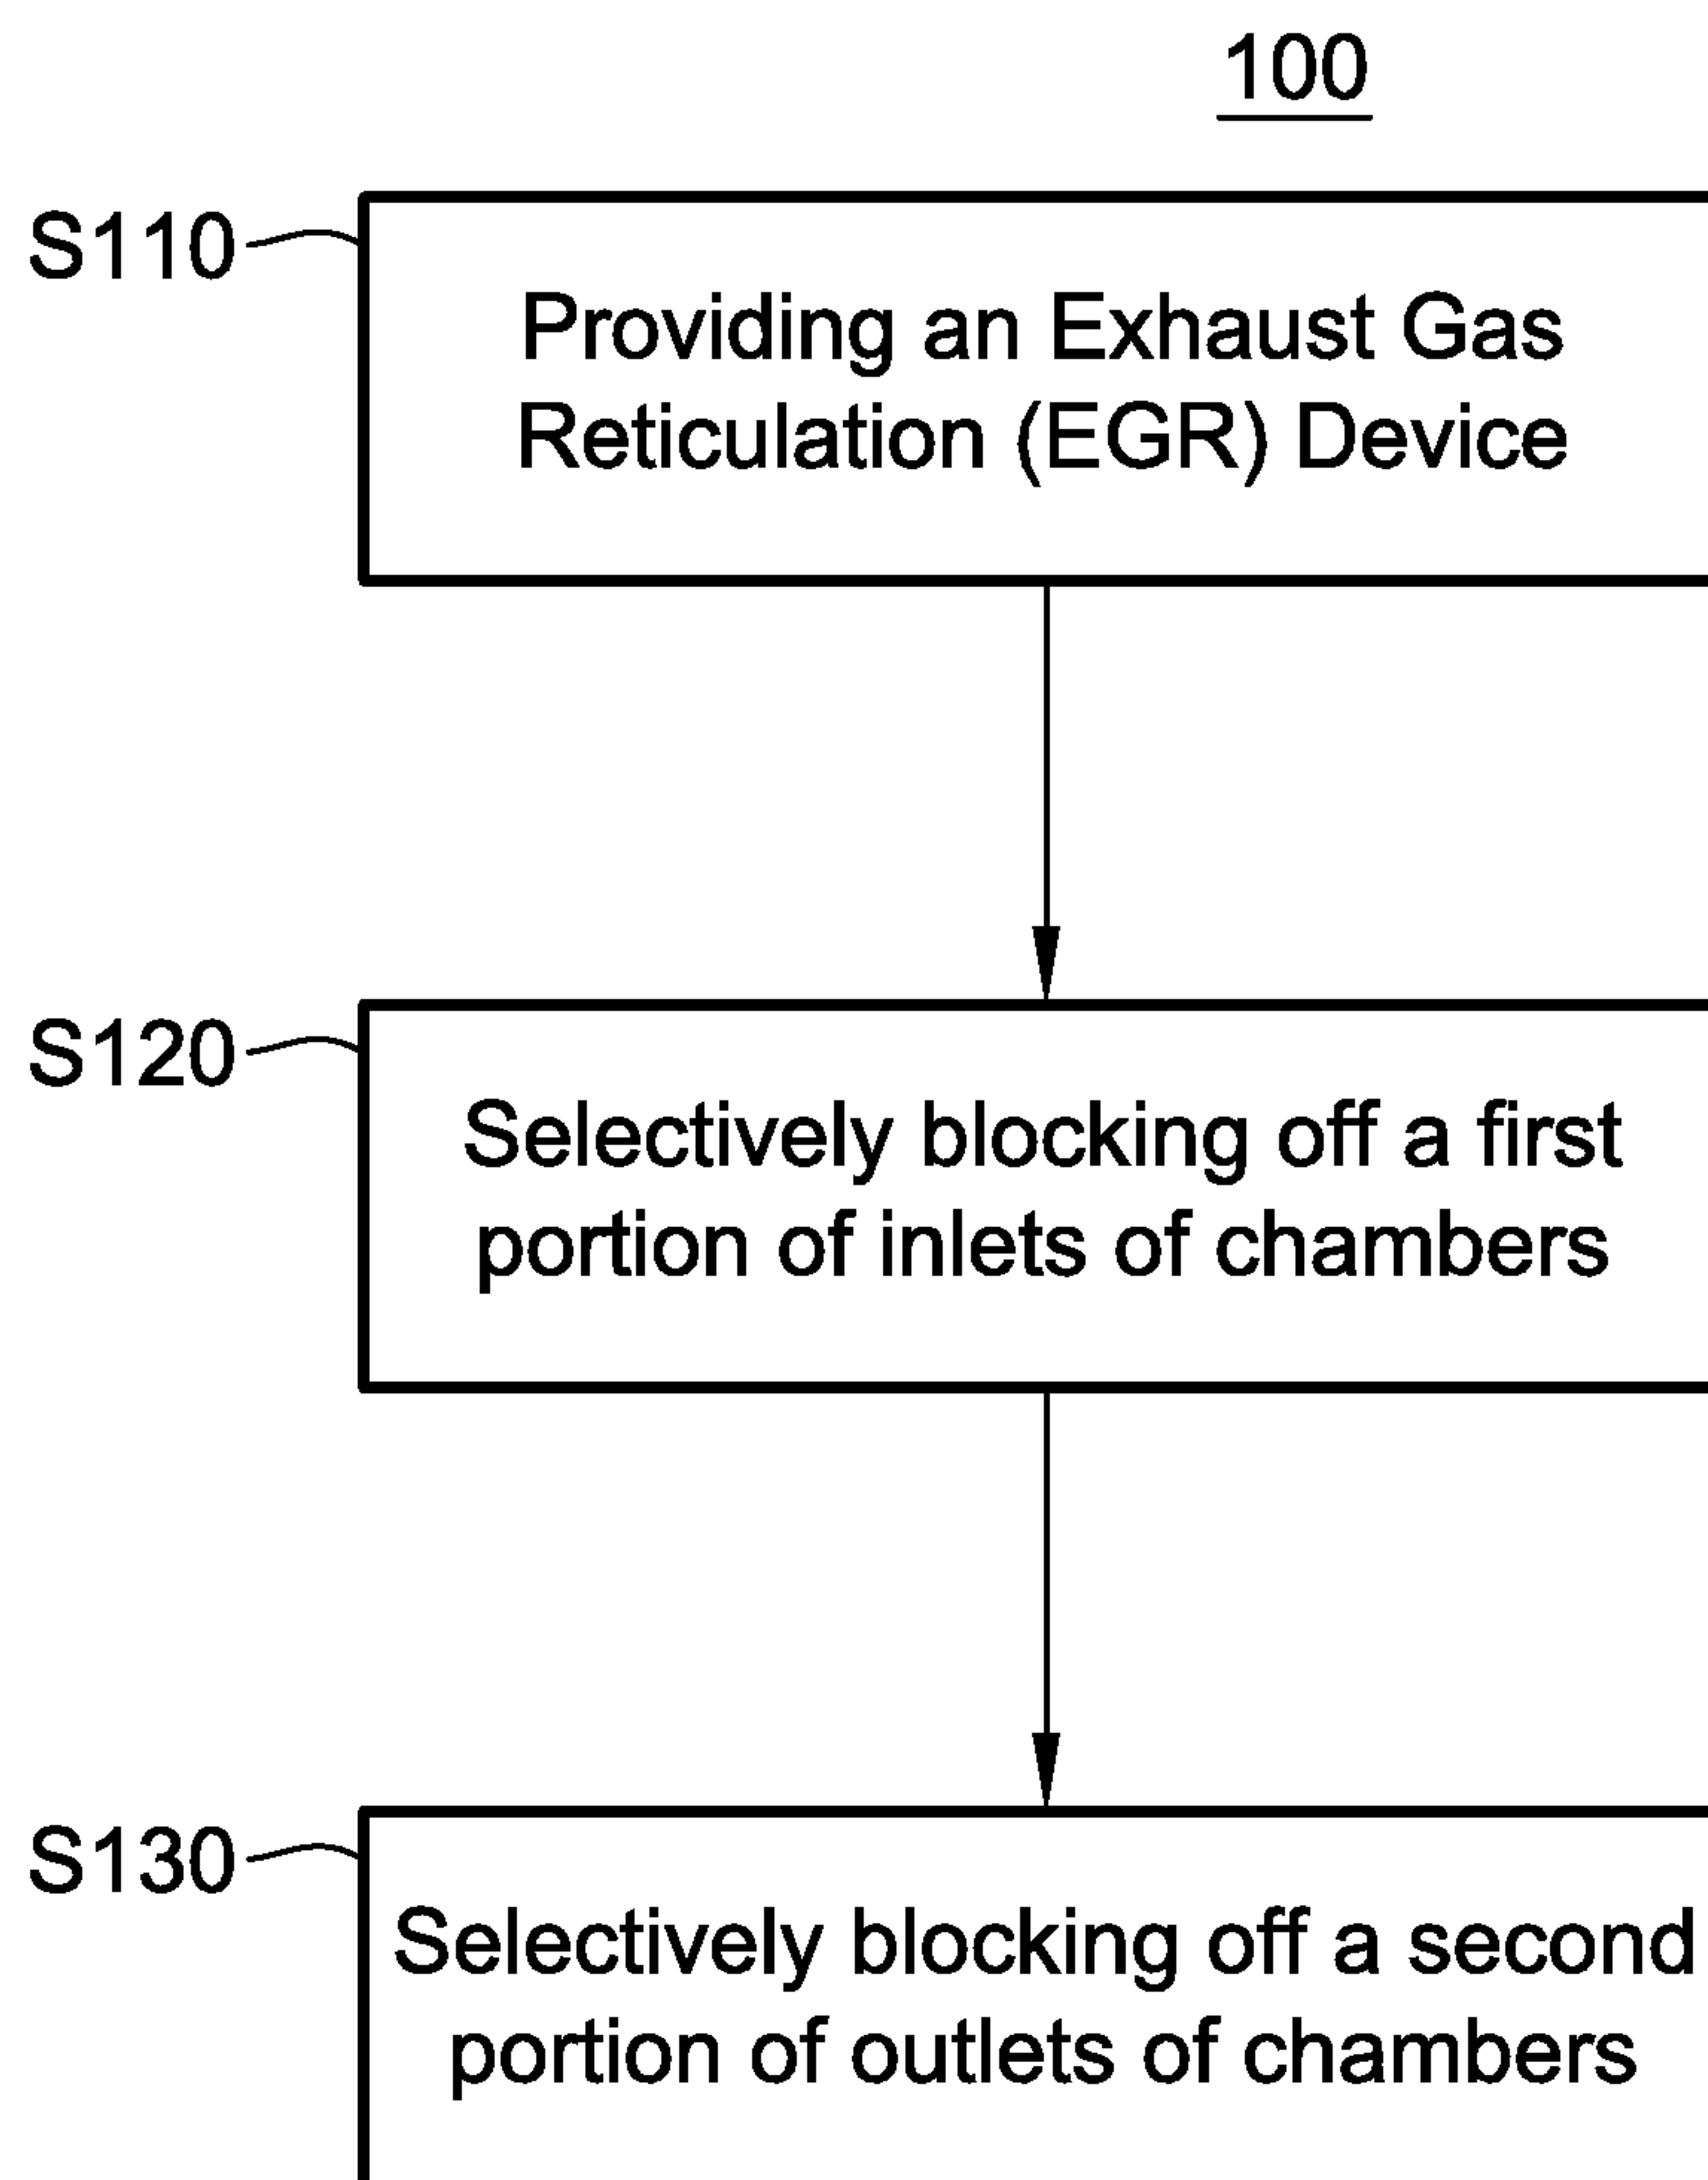 100
S110
Providing an Exhaust Gas
Reticulation (EGR) Device
S120
Selectively blocking off a first
portion of inlets of chambers
S130
Selectively blocking off a second
portion of outlets of chambers